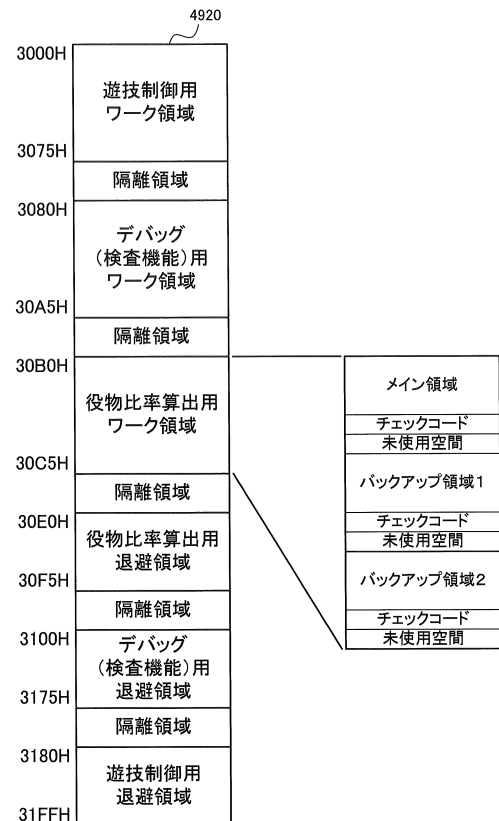 4920
3000H
遊技制御用
ワーク領域
3075H
隔離領域
3080H
デバッグ
(検査機能)用
ワーク領域
30A5H
隔離領域
30B0H
役物比率算出用
ワーク領域
30C5H
隔離領域
30E0H
役物比率算出用
退避領域
30F5H
隔離領域
3100H
デバッグ
(検査機能)用
退避領域
3175H
隔離領域
3180H
遊技制御用
退避領域
31FFH
メイン領域
チェックコード
未使用空間
バックアップ領域1
チェックコード
未使用空間
バックアップ領域2
チェックコード
未使用空間